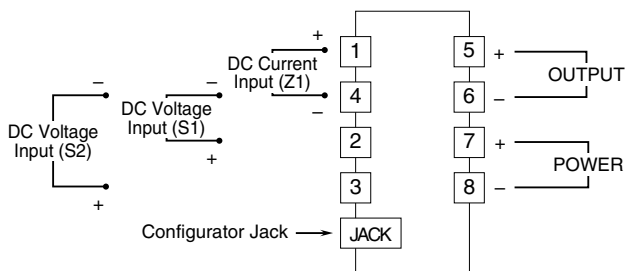 +
DC Current
Input (Z1)
–
1
4
2
3
–
DC Voltage
Input (S1)
+
–
DC Voltage
Input (S2)
+
Configurator Jack
JACK
5
+
6
–
OUTPUT
7
+
8
–
POWER